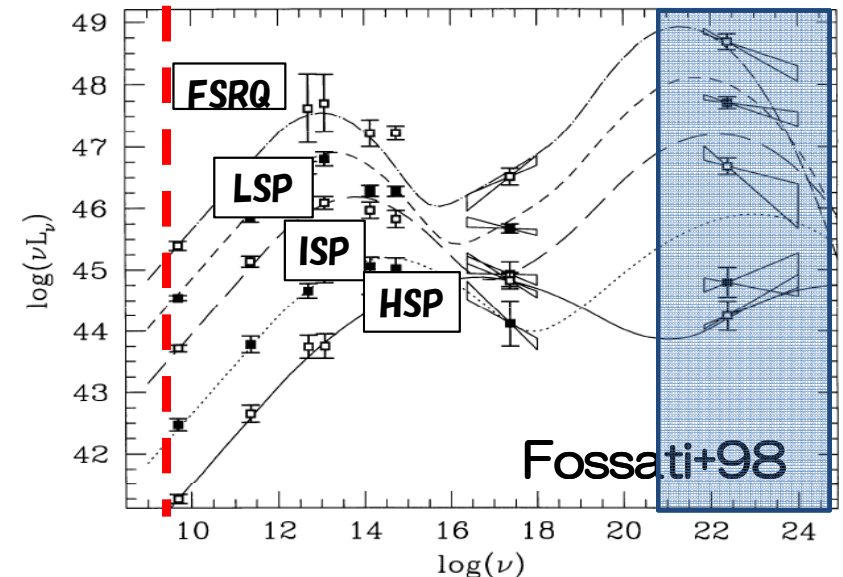 49
48
47
46
45
44
43
42
log(νLν)
FSRQ
LSP
ISP
HSP
Fossati+98
10 12 14 16 18 20 22 24
log(ν)